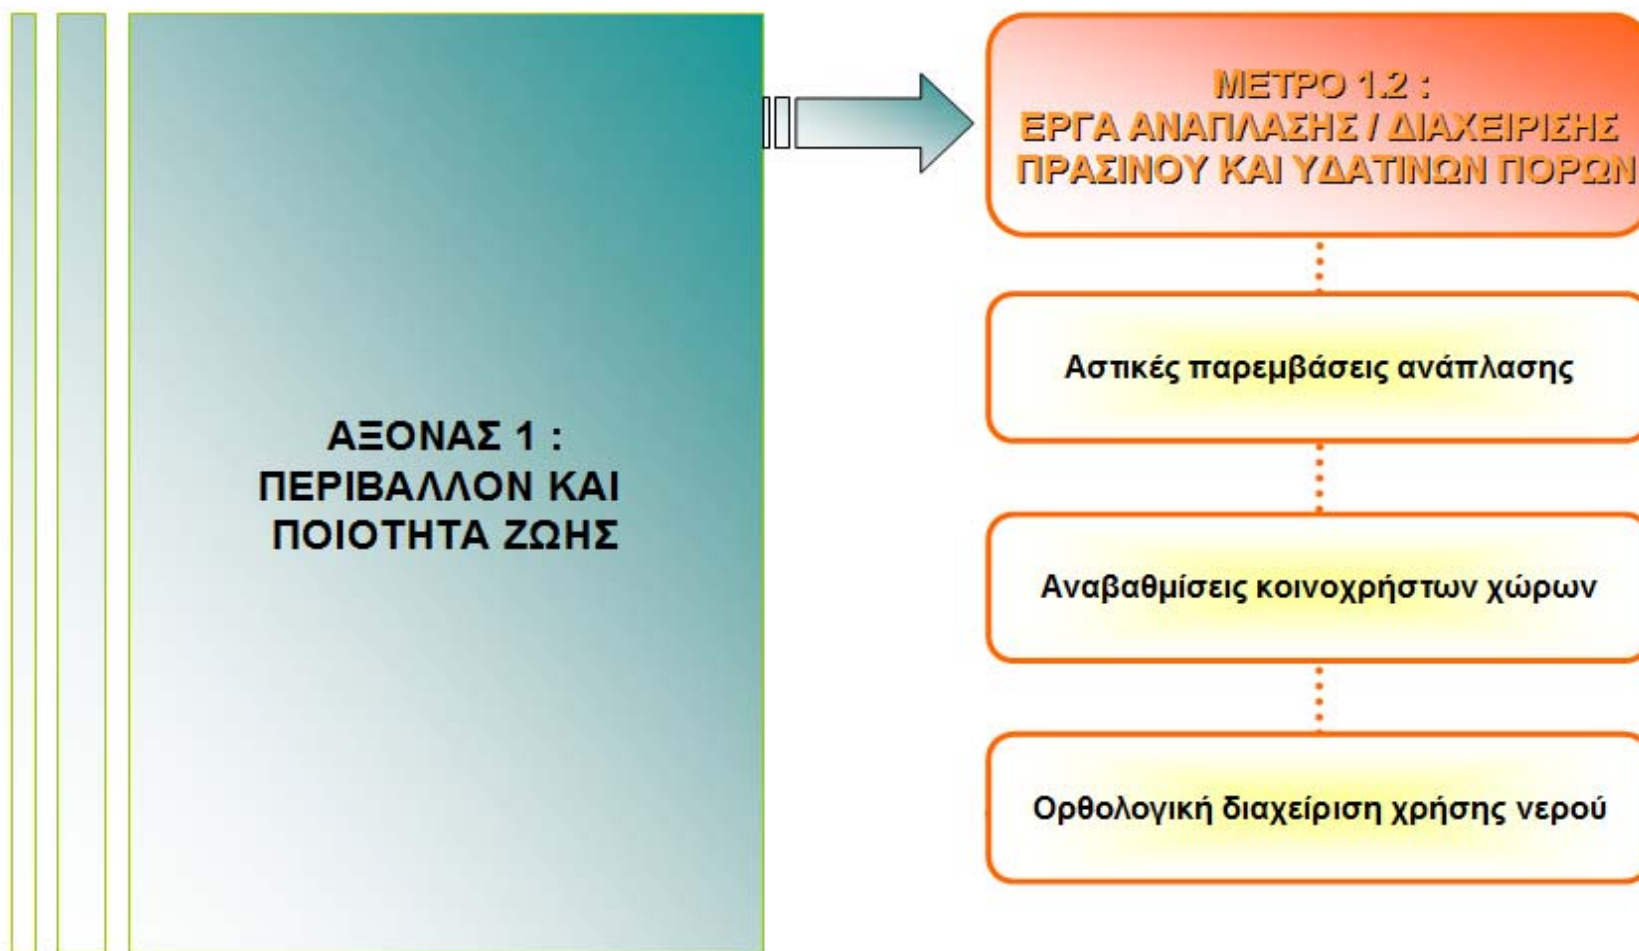 ΑΞΟΝΑΣ 1 :
ΠΕΡΙΒΑΛΛΟΝ ΚΑΙ
ΠΟΙΟΤΗΤΑ ΖΩΗΣ
ΜΕΤΡΟ 1.2 :
ΕΡΓΑ ΑΝΑΠΛΑΣΗΣ / ΔΙΑΧΕΙΡΙΣΗΣ
ΠΡΑΣΙΝΟΥ ΚΑΙ ΥΔΑΤΙΝΩΝ ΠΟΡΩΝ
Αστικές παρεμβάσεις ανάπλασης
Αναβαθμίσεις κοινοχρήστων χώρων
Ορθολογική διαχείριση χρήσης νερού